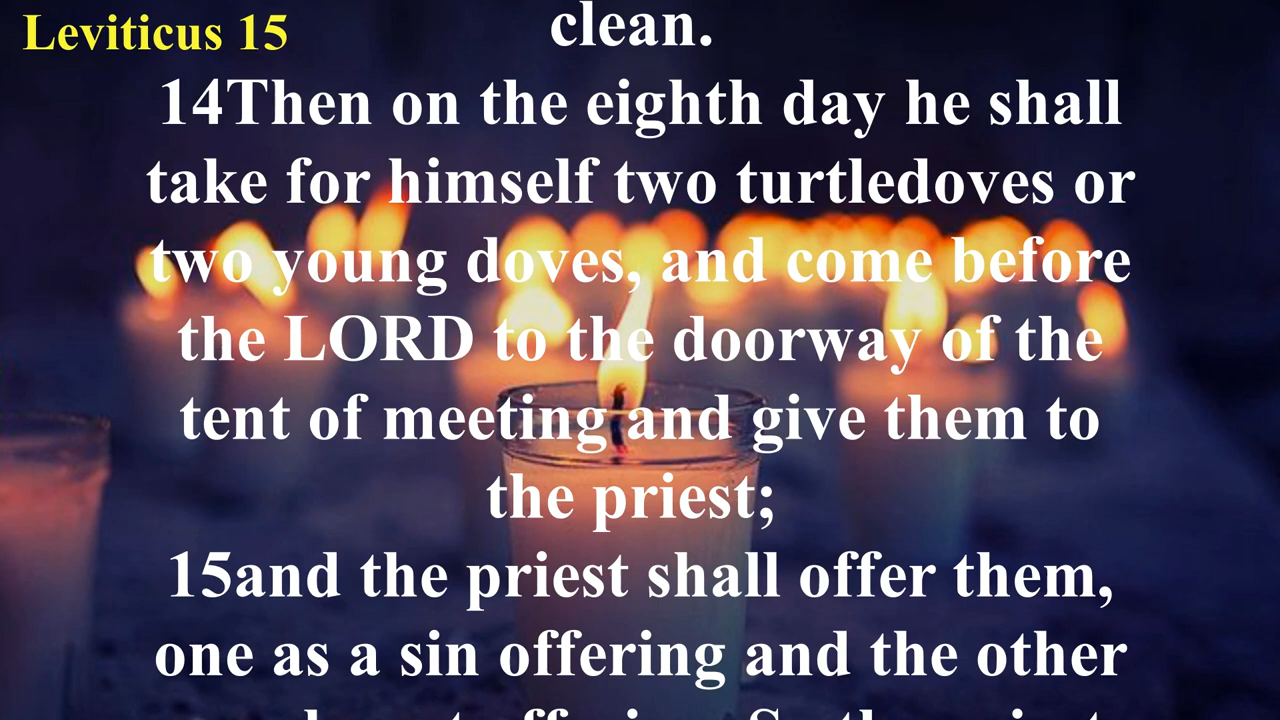 Leviticus 15
clean.
14Then on the eighth day he shall
take for himself two turtledoves or
two young doves, and come before
the LORD to the doorway of the
tent of meeting and give them to
the priest;
15and the priest shall offer them,
one as a sin offering and the other